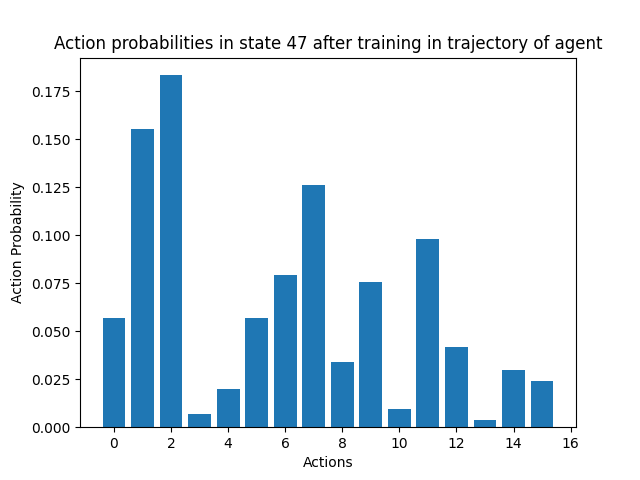 Action probabilities in state 47 after training in trajectory of agent
0.175
0.150
0.125
0.100
0.075
0.050
0.025
0.000
Action Probability
0 2 4 6 8 10 12 14 16
Actions